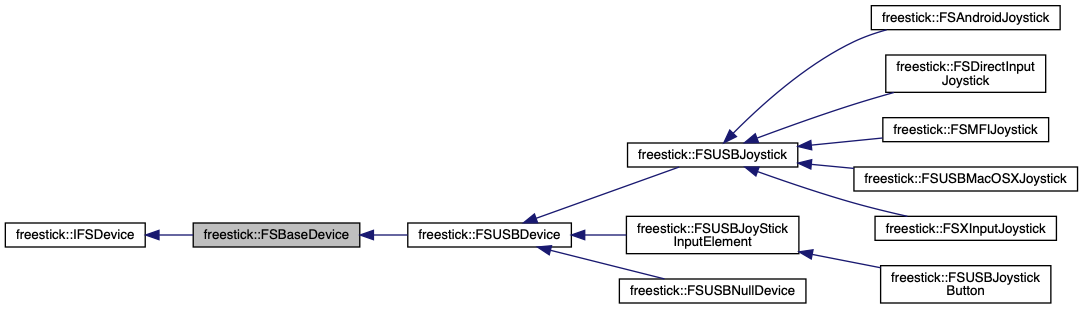 freestick::FSAndroidJoystick
freestick::FSDirectInput
Joystick
freestick::FSMFIJoystick
freestick::FSUSBJoystick
freestick::FSUSBMacOSXJoystick
freestick::FSXInputJoystick
freestick::IFSDevice
freestick::FSBaseDevice
freestick::FSUSBDevice
freestick::FSUSBJoyStick
InputElement
freestick::FSUSBJoystick
Button
freestick::FSUSBNullDevice